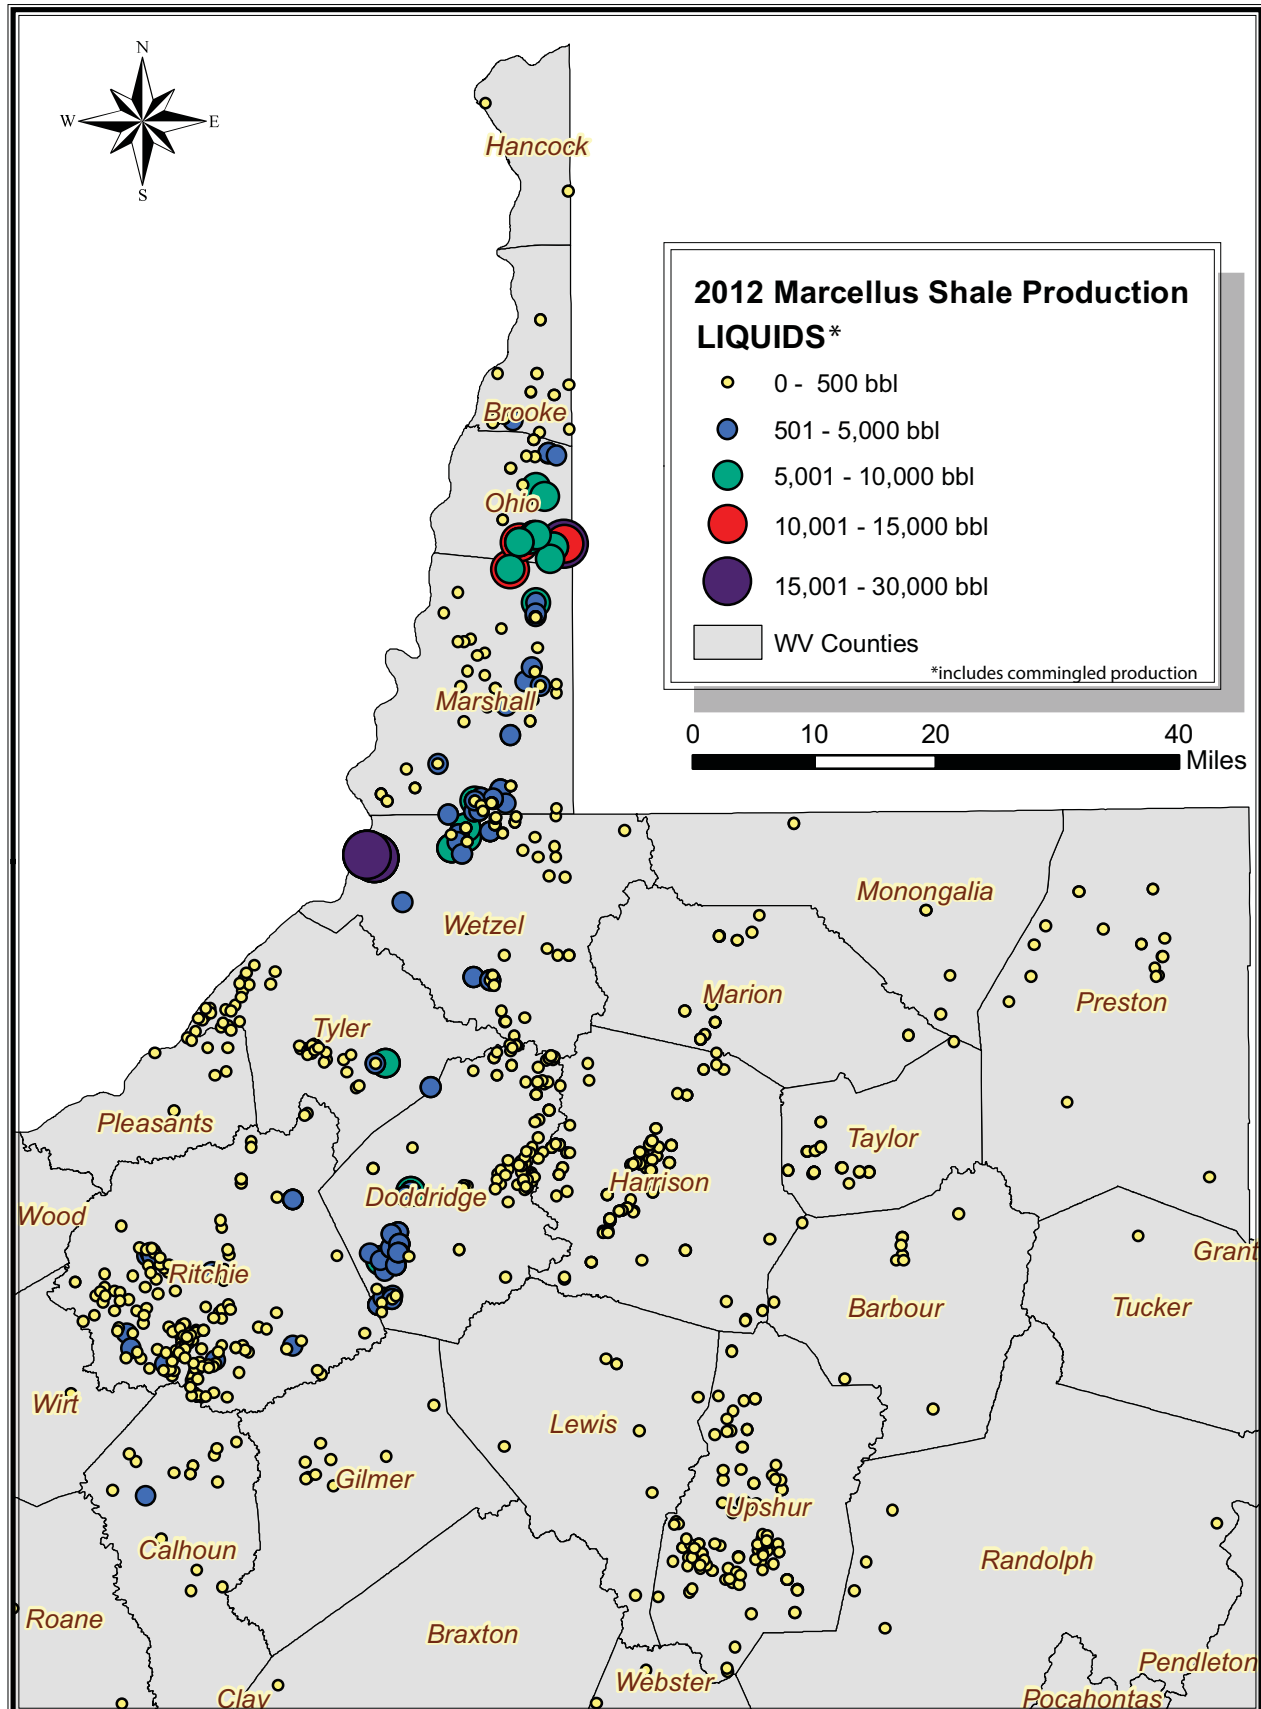 N
W
E
S
Hancock
2012 Marcellus Shale Production
LIQUIDS*
0 - 500 bbl
501 - 5,000 bbl
5,001 - 10,000 bbl
10,001 - 15,000 bbl
15,001 - 30,000 bbl
WV Counties
*includes commingled production
Brooke
Ohio
Marshall
0
10
20
40
Miles
Monongalia
Wetzel
Marion
Preston
Tyler
Pleasants
Taylor
Harrison
Doddridge
Wood
Grant
Ritchie
Barbour
Tucker
Wirt
Lewis
Gilmer
Upshur
Calhoun
Randolph
Roane
Braxton
Pendleton
Webster
Clay
Pocahontas